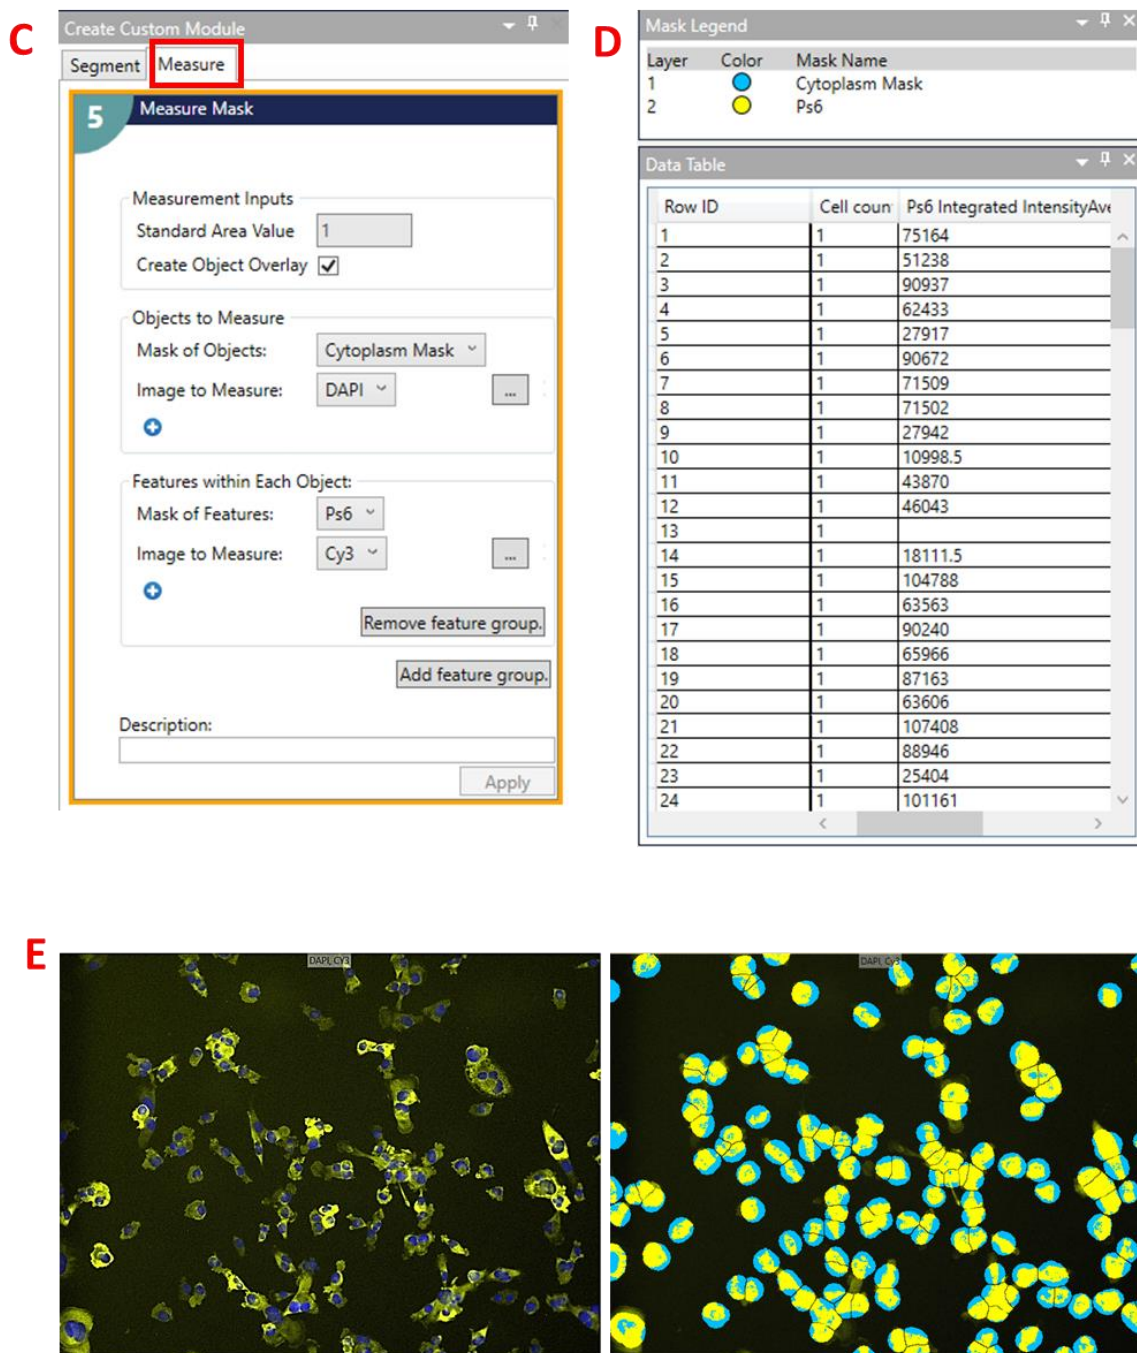 C
Create Custom Module
Segment Measure
5 Measure Mask
Measurement Inputs
Standard Area Value 1
Create Object Overlay
Objects to Measure
Mask of Objects: Cytoplasm Mask
Image to Measure: DAPI ...
Features within Each Object:
Mask of Features: Ps6
Image to Measure: Cy3 ...
Remove feature group.
Add feature group.
Description:
Apply
D
Mask Legend
Layer Color Mask Name
1 Cytoplasm Mask
2 Ps6
Data Table
Row ID Cell coun Ps6 Integrated IntensityAve
1 1 75164
2 1 51238
3 1 90937
4 1 62433
5 1 27917
6 1 90672
7 1 71509
8 1 71502
9 1 27942
10 1 10998.5
11 1 43870
12 1 46043
13 1
14 1 18111.5
15 1 104788
16 1 63563
17 1 90240
18 1 65966
19 1 87163
20 1 63606
21 1 107408
22 1 88946
23 1 25404
24 1 101161
E
DAPI, CY3
DAPI, Cy3